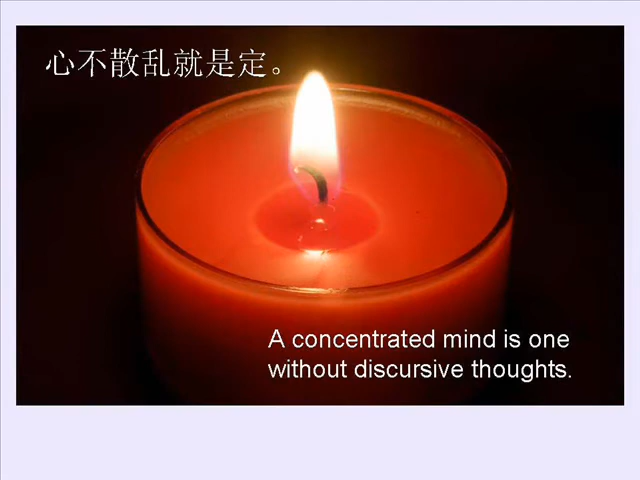 心不散乱就是定。
A concentrated mind is one
without discursive thoughts.